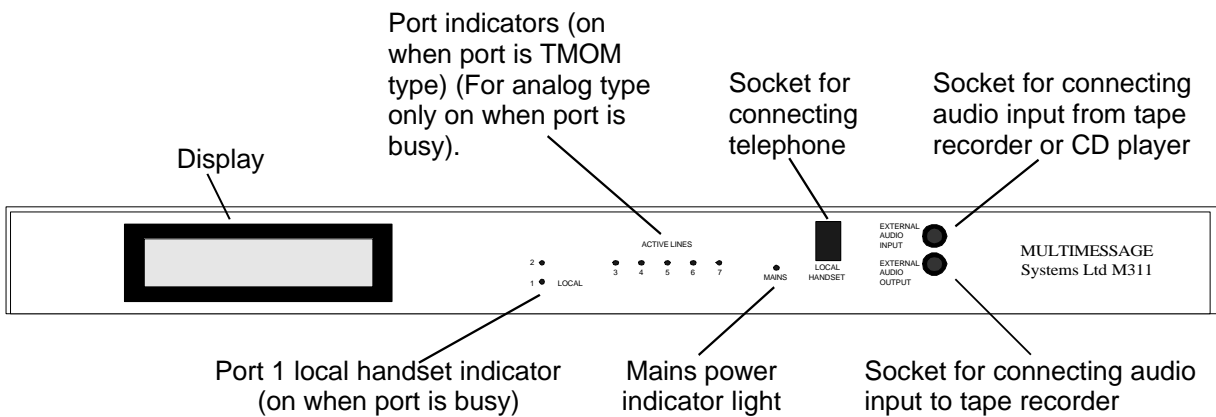 Port indicators (on
when port is TMOM
type) (For analog type
only on when port is
busy).
Socket for
connecting
telephone
Socket for connecting
audio input from tape
recorder or CD player
Display
ACTIVE LINES
2
1 LOCAL
3 4 5 6 7
MAINS
LOCAL
HANDSET
EXTERNAL
AUDIO
INPUT
EXTERNAL
AUDIO
OUTPUT
MULTIMESSAGE
Systems Ltd M311
Port 1 local handset indicator
(on when port is busy)
Mains power
indicator light
Socket for connecting audio
input to tape recorder